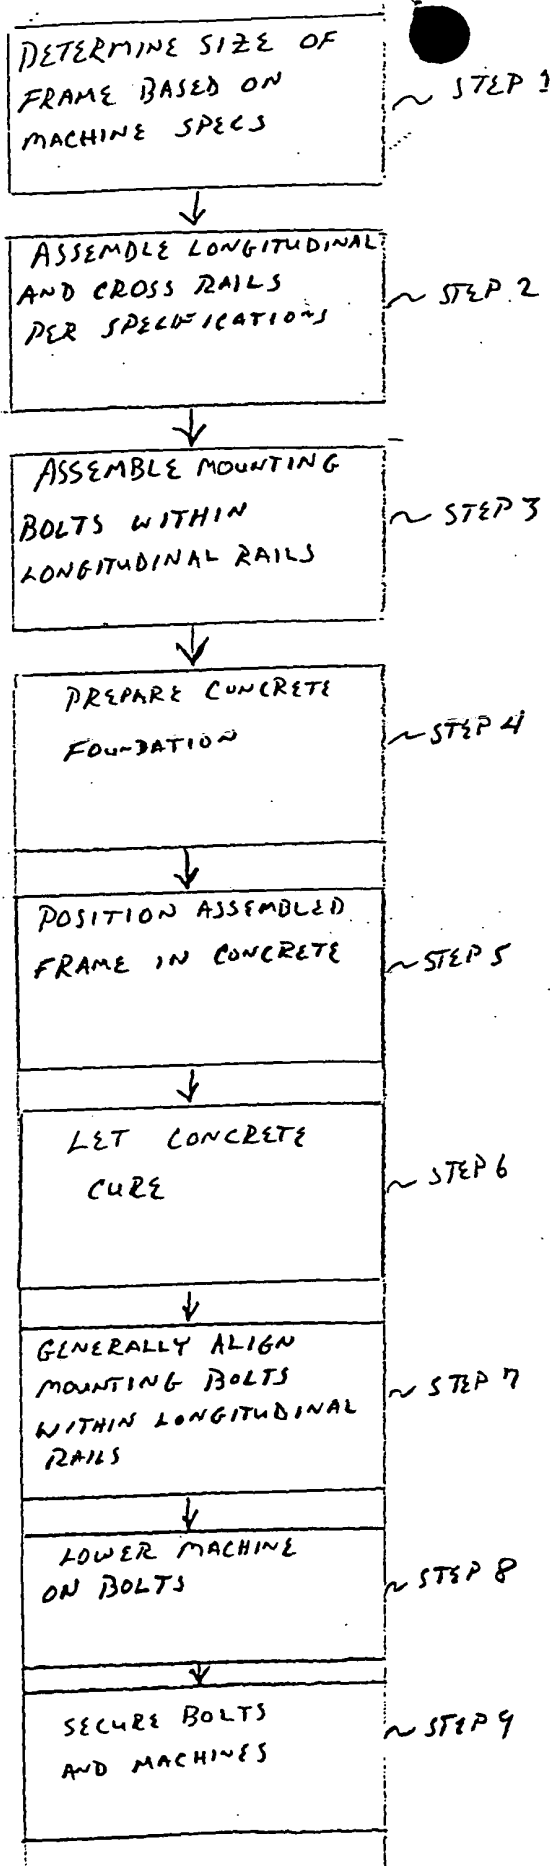 DETERMINE SIZE OF
FRAME BASED ON
MACHINE SPECS
STEP 1
ASSEMBLE LONGITUDINAL
AND CROSS RAILS
PER SPECIFICATIONS
STEP 2
ASSEMBLE MOUNTING
BOLTS WITHIN
LONGITUDINAL RAILS
STEP 3
PREPARE CONCRETE
FOUNDATION
STEP 4
POSITION ASSEMBLED
FRAME IN CONCRETE
STEP 5
LET CONCRETE
CURE
STEP 6
GENERALLY ALIGN
MOUNTING BOLTS
WITHIN LONGITUDINAL
RAILS
STEP 7
LOWER MACHINE
ON BOLTS
STEP 8
SECURE BOLTS
AND MACHINES
STEP 9